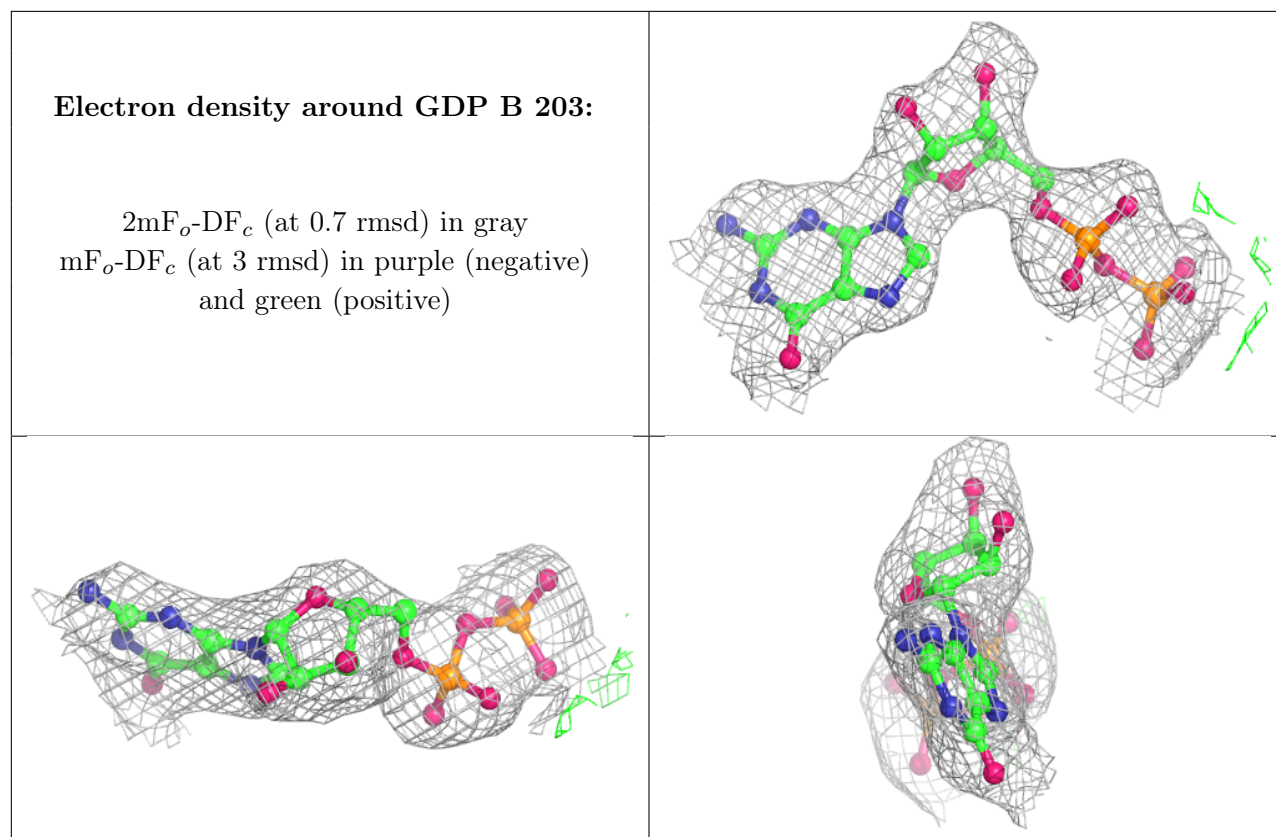 Electron density around GDP B 203:
2mFₒ-DF𝒸 (at 0.7 rmsd) in gray
mFₒ-DF𝒸 (at 3 rmsd) in purple (negative)
and green (positive)